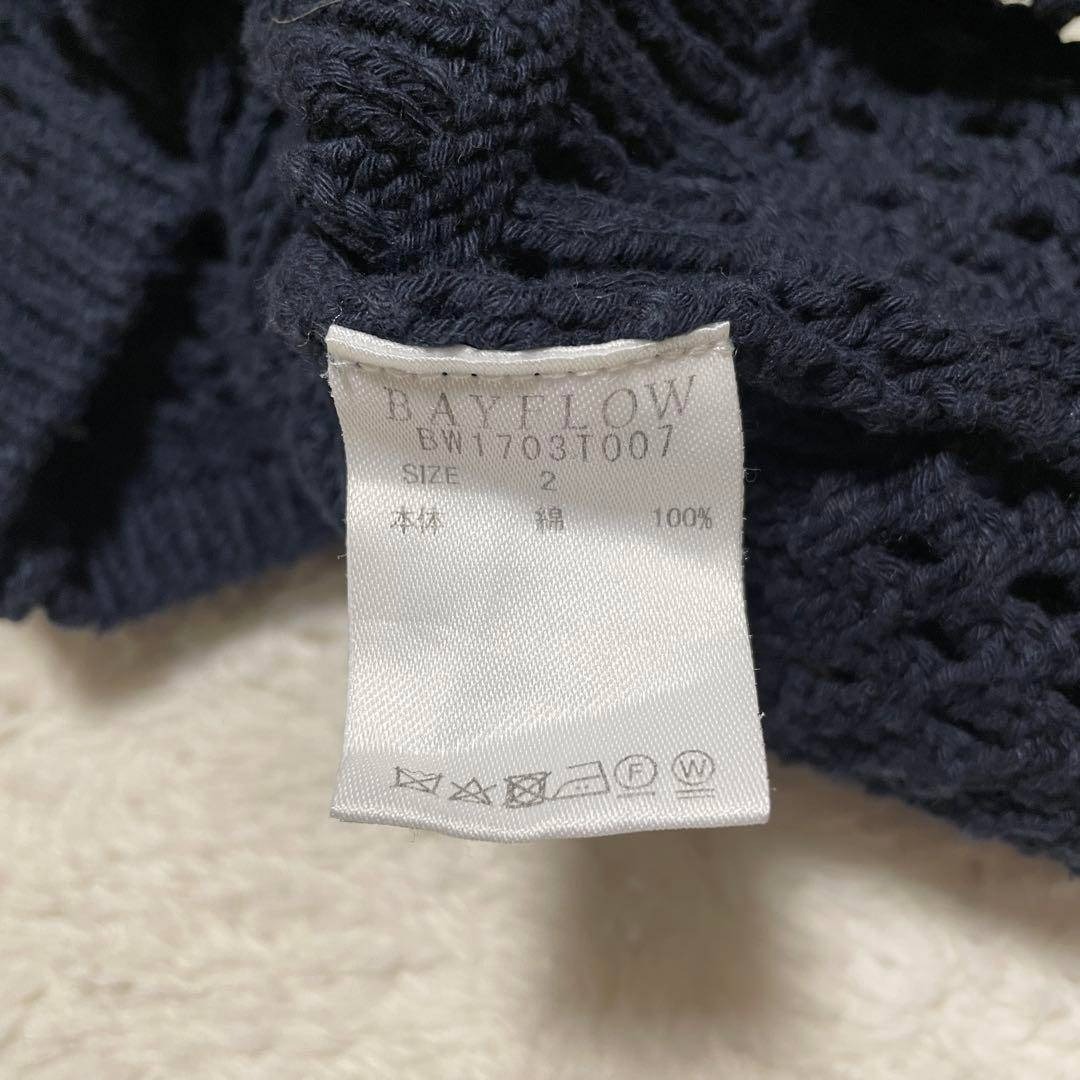 BAYFLOW
BW1703T007
SIZE 2
本体 綿 100%
F W